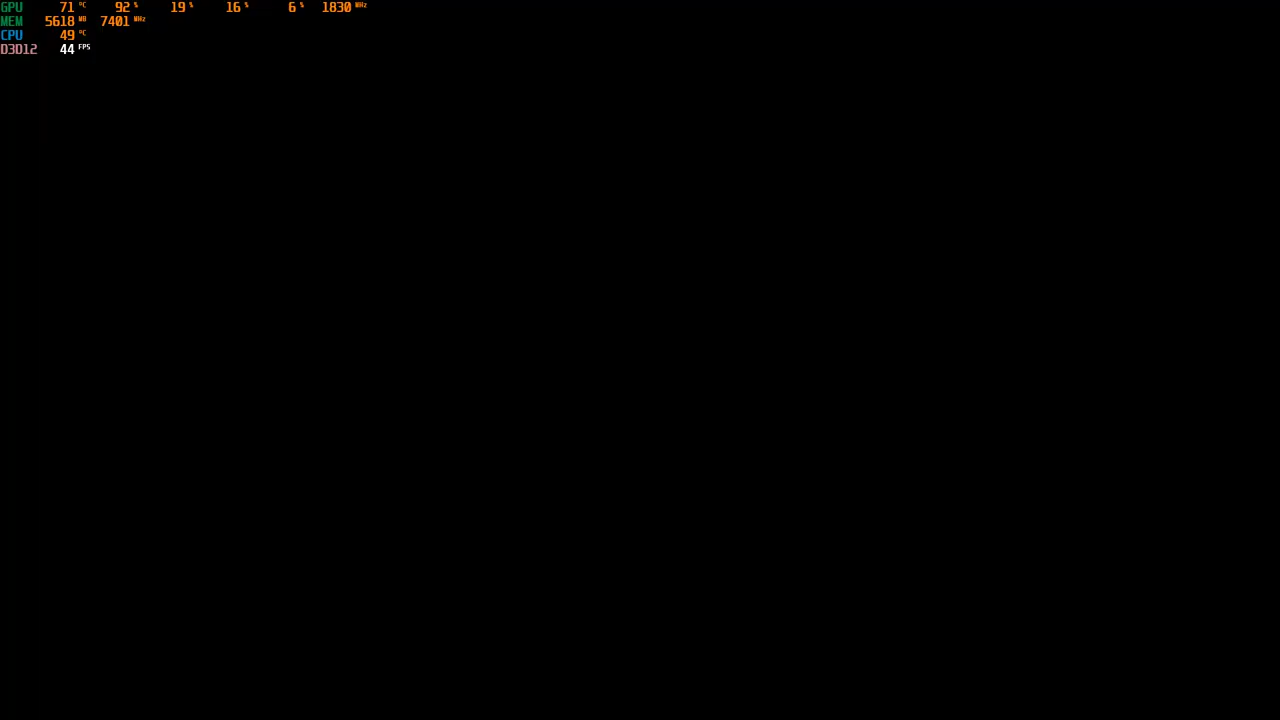 GPU 71 °C 92 % 19 % 16 % 6 % 1830 MHz
MEM 5618 MB 7401 MHz
CPU 49 °C
D3D12 44 FPS